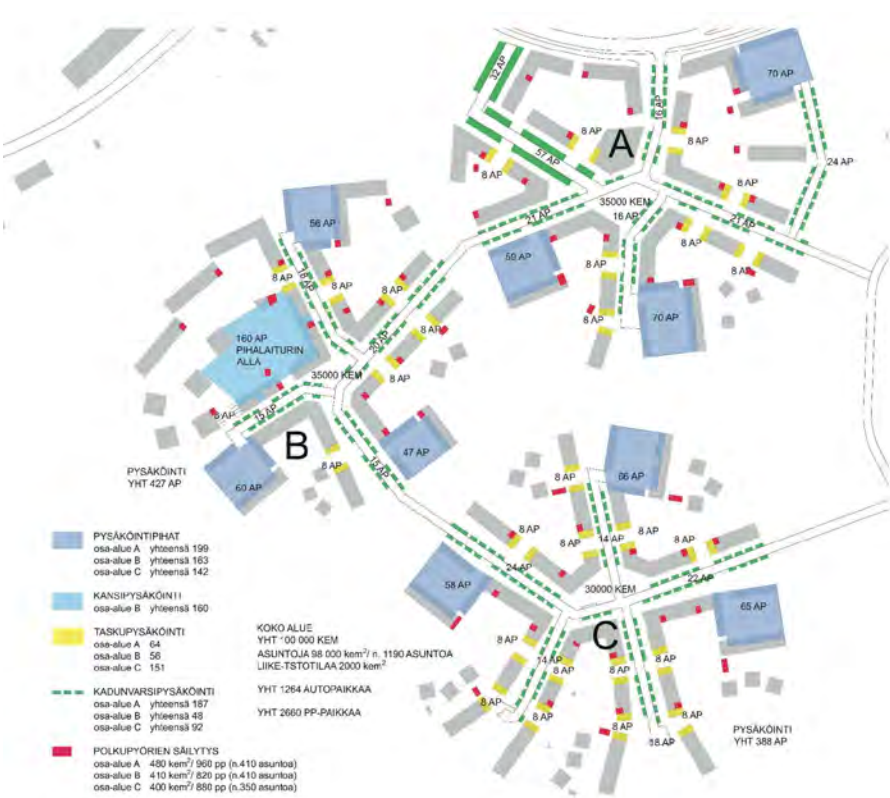 70 AP
32 AP
16 AP
8 AP
A
8 AP
57 AP
24 AP
8 AP
8 AP
35000 KEM
56 AP
21 AP
16 AP
21 AP
8 AP
8 AP
8 AP
8 AP
8 AP
8 AP
18 AP
70 AP
160 AP
PIHALAITURIN
ALLA
8 AP
8 AP
35000 KEM
8 AP
15 AP
B
47 AP
8 AP
15 AP
PYSÄKÖINTI
YHT 427 AP
60 AP
8 AP
66 AP
8 AP
8 AP
14 AP
8 AP
24 AP
22 AP
58 AP
30000 KEM
65 AP
C
8 AP
14 AP
8 AP
8 AP
8 AP
8 AP
8 AP
8 AP
8 AP
18 AP
PYSÄKÖINTI
YHT 388 AP
PYSÄKÖINTIPIHAT
osa-alue A yhteensä 199
osa-alue B yhteensä 163
osa-alue C yhteensä 142
KANSIPYSÄKÖINTI
osa-alue B yhteensä 160
TASKUPYSÄKÖINTI
osa-alue A 64
osa-alue B 56
osa-alue C 151
KADUNVARSIPYSÄKÖINTI
osa-alue A yhteensä 187
osa-alue B yhteensä 48
osa-alue C yhteensä 92
POLKUPYÖRIEN SÄILYTYS
osa-alue A 480 kem²/ 960 pp (n.410 asuntoa)
osa-alue B 410 kem²/ 820 pp (n.410 asuntoa)
osa-alue C 400 kem²/ 880 pp (n.350 asuntoa)
KOKO ALUE
YHT 100 000 KEM
ASUNTOJA 98 000 kem²/ n. 1190 ASUNTOA
LIIKE-TSTOTILAA 2000 kem²
YHT 1264 AUTOPAIKKAA
YHT 2660 PP-PAIKKAA